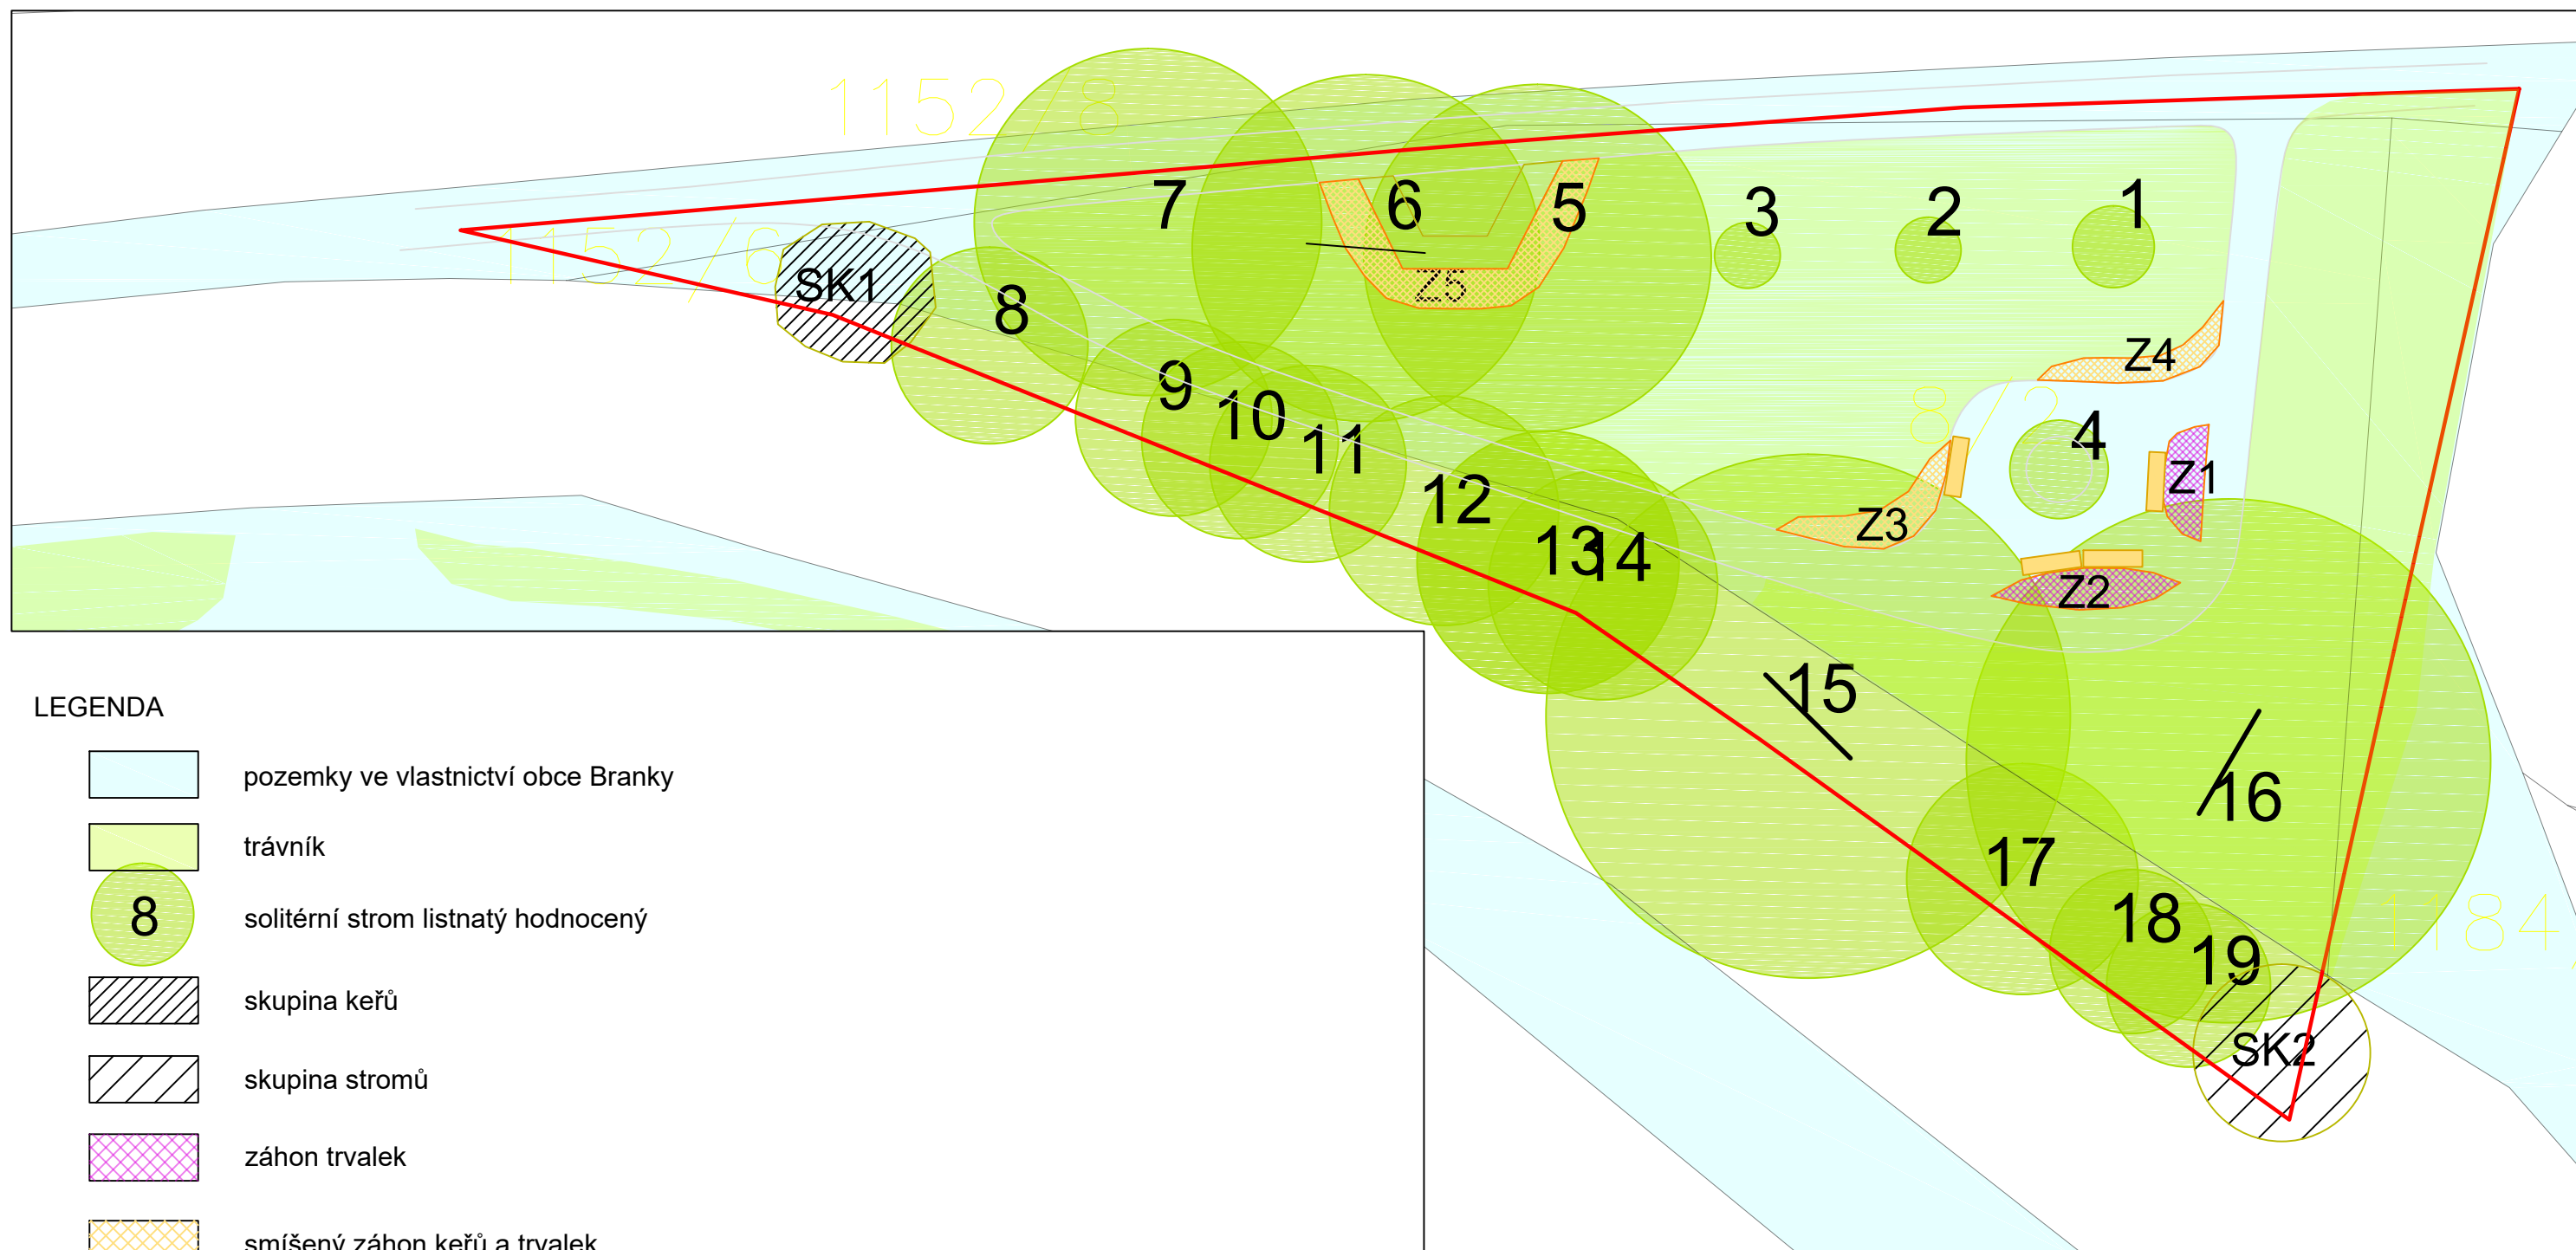 1152/8
1152/6
7
6
5
3
2
1
SK1
8
Z5
Z4
9
10
11
8/2
4
Z1
12
Z3
13
14
Z2
15
16
17
18
19
1184
SK2
LEGENDA
pozemky ve vlastnictví obce Branky
trávník
8 solitérní strom listnatý hodnocený
skupina keřů
skupina stromů
záhon trvalek
smíšený záhon keřů a trvalek